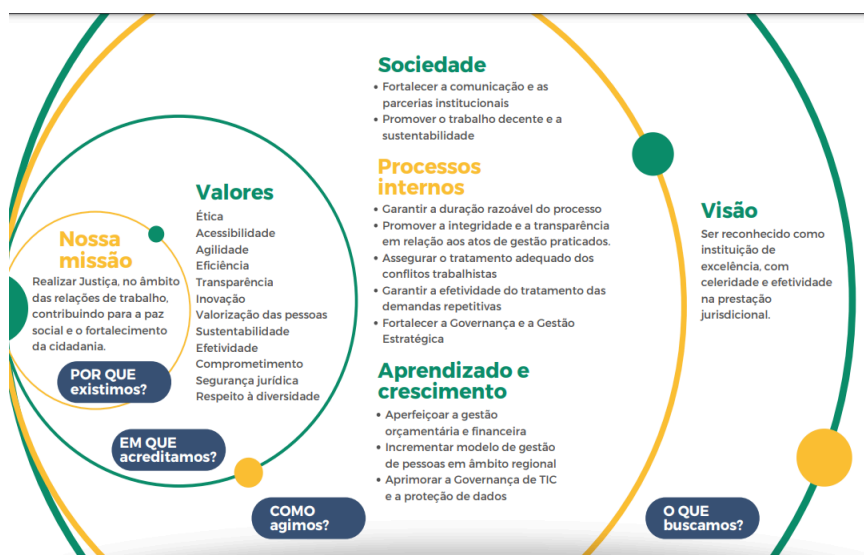 Nossa
missão
Realizar Justiça, no âmbito
das relações de trabalho,
contribuindo para a paz
social e o fortalecimento
da cidadania.
POR QUE
existimos?
Valores
Ética
Acessibilidade
Agilidade
Eficiência
Transparência
Inovação
Valorização das pessoas
Sustentabilidade
Efetividade
Comprometimento
Segurança jurídica
Respeito à diversidade
EM QUE
acreditamos?
Sociedade
• Fortalecer a comunicação e as
parcerias institucionais
• Promover o trabalho decente e a
sustentabilidade
Processos
internos
• Garantir a duração razoável do processo
• Promover a integridade e a transparência
em relação aos atos de gestão praticados.
• Assegurar o tratamento adequado dos
conflitos trabalhistas
• Garantir a efetividade do tratamento das
demandas repetitivas
• Fortalecer a Governança e a Gestão
Estratégica
Aprendizado e
crescimento
• Aperfeiçoar a gestão
orçamentária e financeira
• Incrementar modelo de gestão
de pessoas em âmbito regional
• Aprimorar a Governança de TIC
e a proteção de dados
COMO
agimos?
Visão
Ser reconhecido como
instituição de
excelência, com
celeridade e efetividade
na prestação
jurisdicional.
O QUE
buscamos?